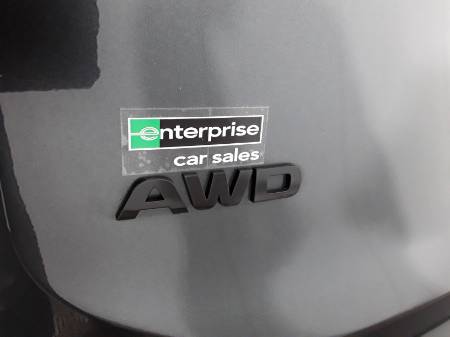 enterprise
car sales
AWD